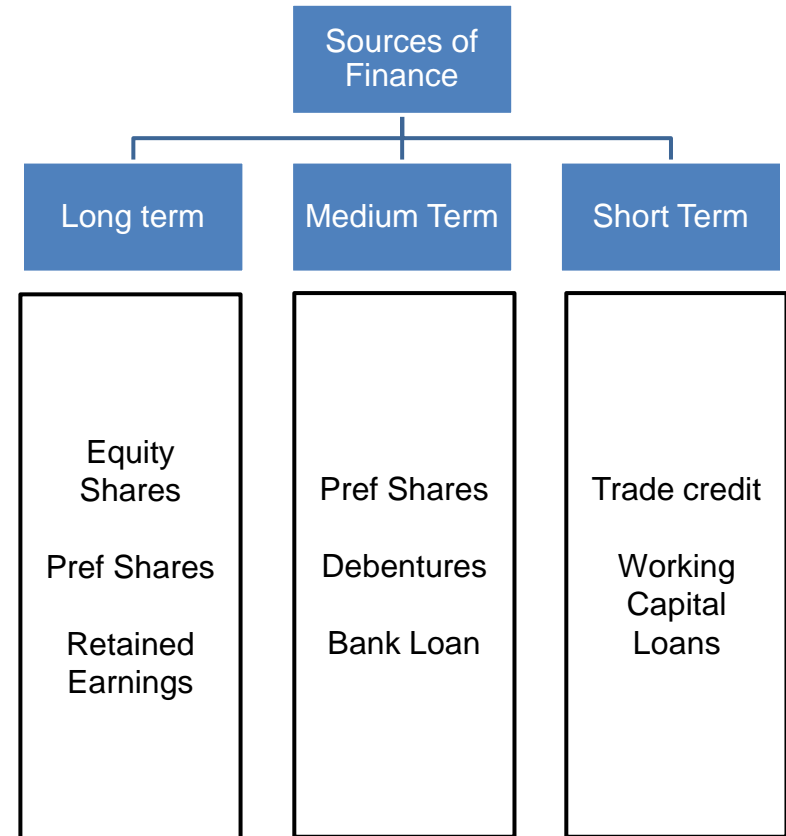 Sources of
Finance
Long term
Medium Term
Short Term
Equity
Shares
Pref Shares
Retained
Earnings
Pref Shares
Debentures
Bank Loan
Trade credit
Working
Capital
Loans